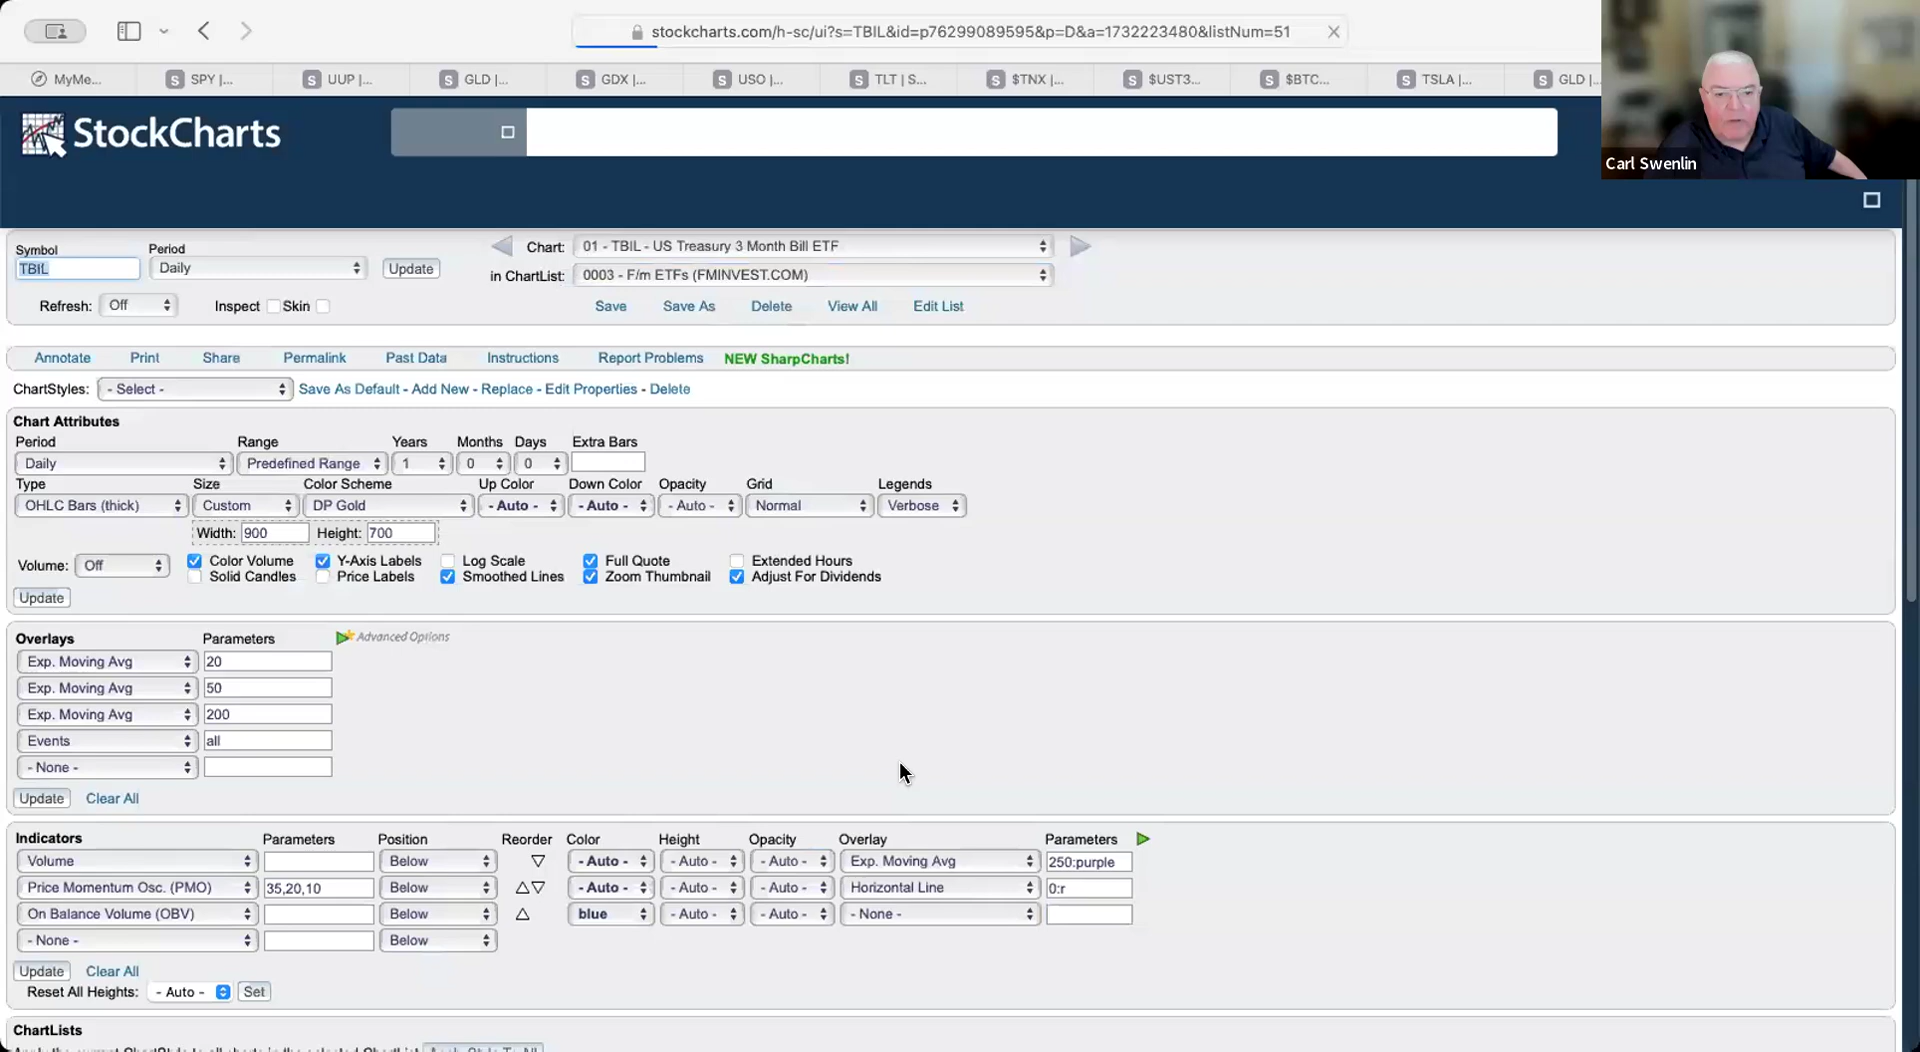 stockcharts.com/h-sc/ui?s=TBIL&id=p76299089595&p=D&a=1732223480&listNum=51
MyMe... S SPY |... S UUP |... S GLD |... S GDX |... S USO |... S TLT | S... S $TNX |... S $UST3... S $BTC... S TSLA |... S GLD |...
StockCharts
Carl Swenlin
Symbol Period
TBIL Daily Update
Chart: 01 - TBIL - US Treasury 3 Month Bill ETF
in ChartList: 0003 - F/m ETFs (FMINVEST.COM)
Refresh: Off Inspect Skin Save Save As Delete View All Edit List
Annotate Print Share Permalink Past Data Instructions Report Problems NEW SharpCharts!
ChartStyles: - Select - Save As Default - Add New - Replace - Edit Properties - Delete
Chart Attributes
Period Range Years Months Days Extra Bars
Daily Predefined Range 1 0 0
Type Size Color Scheme Up Color Down Color Opacity Grid Legends
OHLC Bars (thick) Custom DP Gold - Auto - - Auto - - Auto - Normal Verbose
Width: 900 Height: 700
Volume: Off Color Volume Y-Axis Labels Log Scale Full Quote Extended Hours
Solid Candles Price Labels Smoothed Lines Zoom Thumbnail Adjust For Dividends
Update
Overlays Parameters Advanced Options
Exp. Moving Avg 20
Exp. Moving Avg 50
Exp. Moving Avg 200
Events all
- None -
Update Clear All
Indicators Parameters Position Reorder Color Height Opacity Overlay Parameters
Volume Below - Auto - - Auto - - Auto - Exp. Moving Avg 250:purple
Price Momentum Osc. (PMO) 35,20,10 Below - Auto - - Auto - - Auto - Horizontal Line 0:r
On Balance Volume (OBV) Below blue - Auto - - Auto - - None -
- None - Below
Update Clear All
Reset All Heights: - Auto - Set
ChartLists